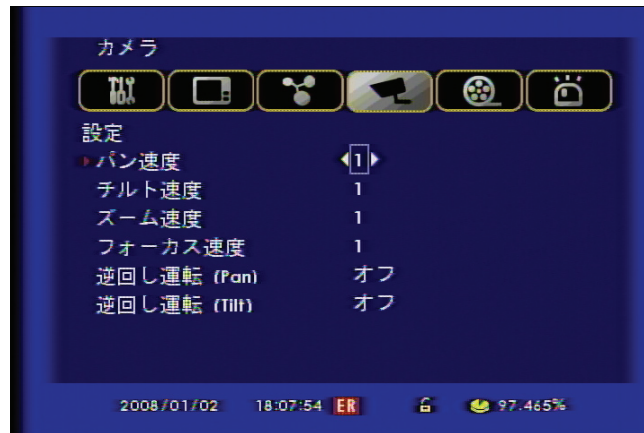 カメラ
設定
パン速度 1
チルト速度 1
ズーム速度 1
フォーカス速度 1
逆回し運転 (Pan) オフ
逆回し運転 (Tilt) オフ
2008/01/02 18:07:54 ER 97.465%